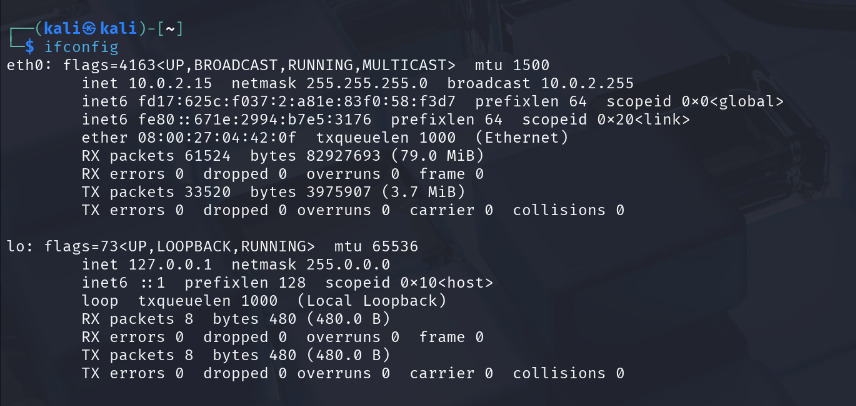 ┌──(kali㉿kali)-[~]
└─$ ifconfig
eth0: flags=4163<UP,BROADCAST,RUNNING,MULTICAST>  mtu 1500
        inet 10.0.2.15  netmask 255.255.255.0  broadcast 10.0.2.255
        inet6 fd17:625c:f037:2:a81e:83f0:58:f3d7  prefixlen 64  scopeid 0×0<global>
        inet6 fe80::671e:2994:b7e5:3176  prefixlen 64  scopeid 0×20<link>
        ether 08:00:27:04:42:0f  txqueuelen 1000  (Ethernet)
        RX packets 61524  bytes 82927693 (79.0 MiB)
        RX errors 0  dropped 0  overruns 0  frame 0
        TX packets 33520  bytes 3975907 (3.7 MiB)
        TX errors 0  dropped 0 overruns 0  carrier 0  collisions 0

lo: flags=73<UP,LOOPBACK,RUNNING>  mtu 65536
        inet 127.0.0.1  netmask 255.0.0.0
        inet6 ::1  prefixlen 128  scopeid 0×10<host>
        loop  txqueuelen 1000  (Local Loopback)
        RX packets 8  bytes 480 (480.0 B)
        RX errors 0  dropped 0  overruns 0  frame 0
        TX packets 8  bytes 480 (480.0 B)
        TX errors 0  dropped 0 overruns 0  carrier 0  collisions 0